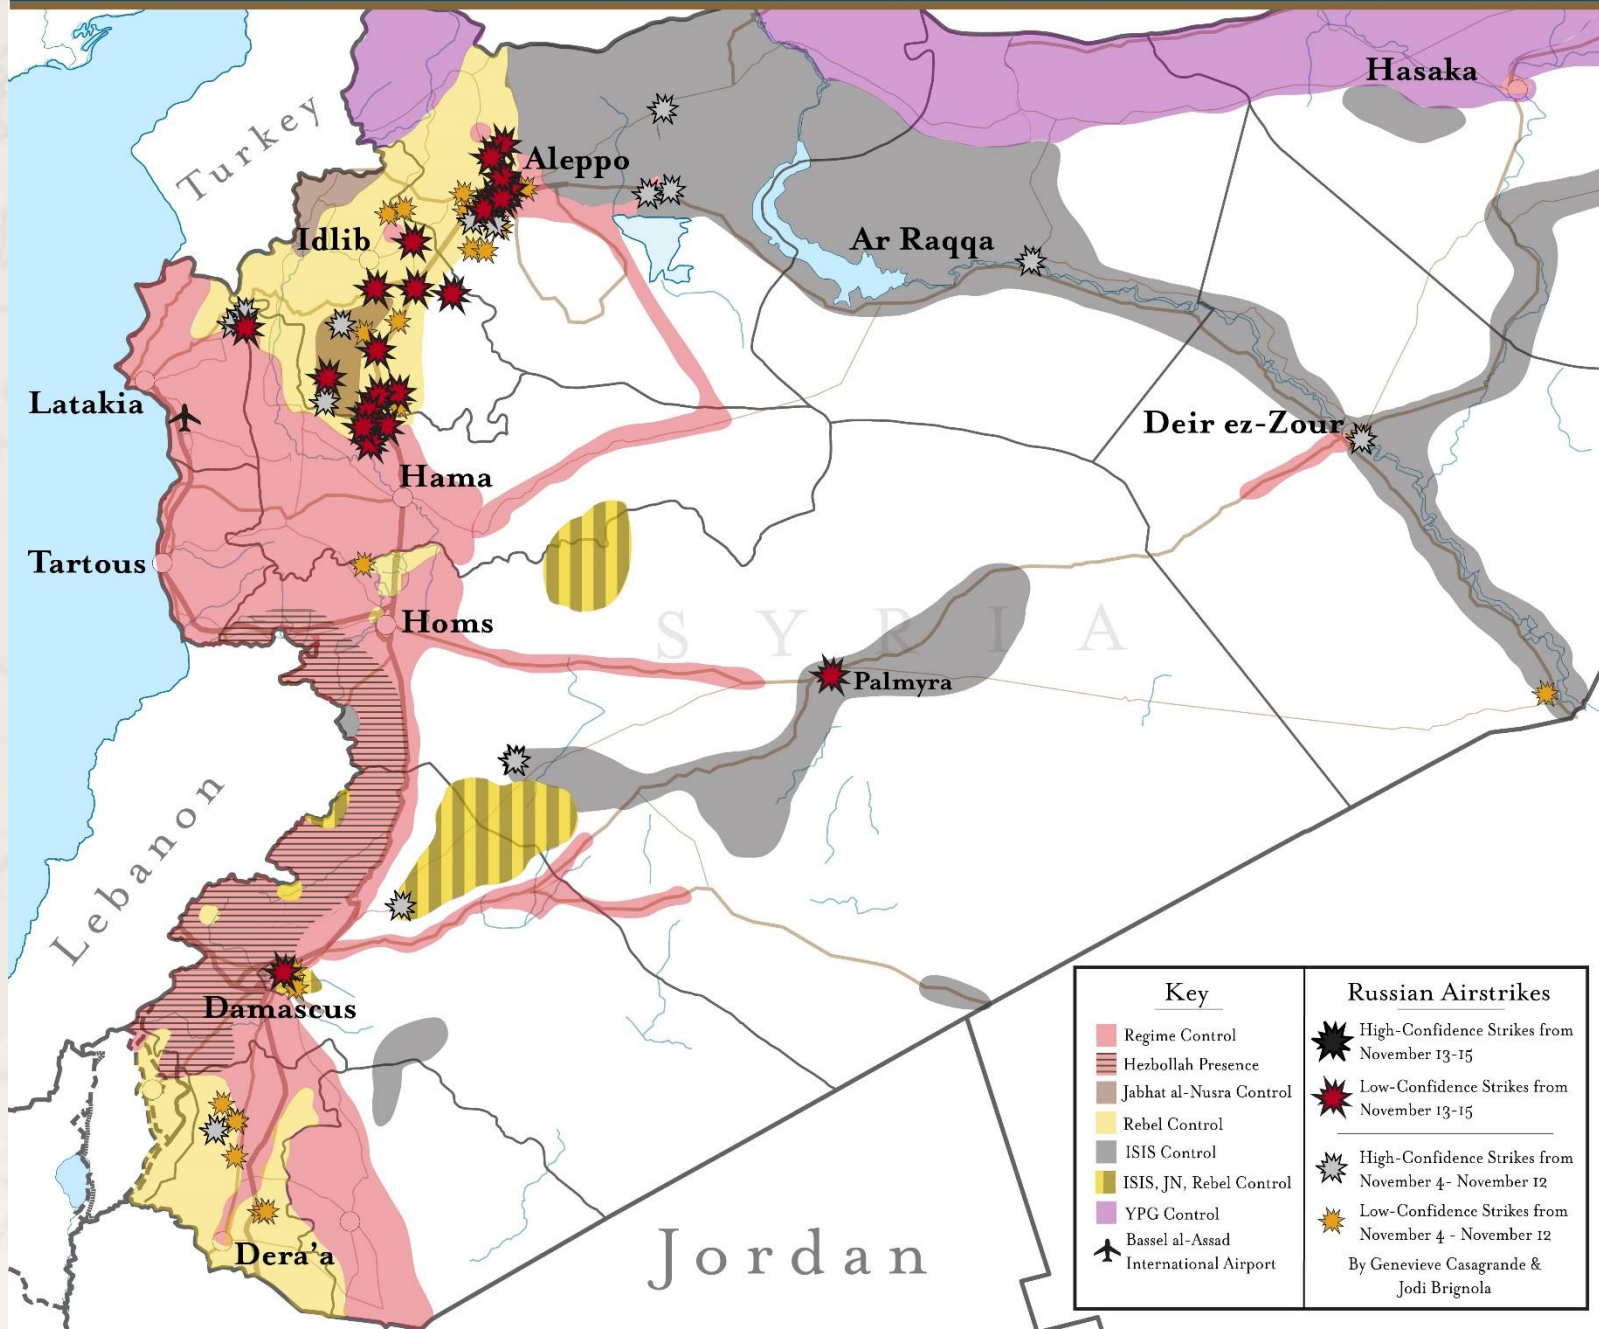 Turkey
Hasaka
Aleppo
Idlib
Ar Raqqa
Latakia
Deir ez-Zour
Hama
Tartous
Homs
SYRIA
Palmyra
Lebanon
Damascus
Dera'a
Jordan
Key
Regime Control
Hezbollah Presence
Jabhat al-Nusra Control
Rebel Control
ISIS Control
ISIS, JN, Rebel Control
YPG Control
Bassel al-Assad
International Airport
Russian Airstrikes
High-Confidence Strikes from
November 13-15
Low-Confidence Strikes from
November 13-15
High-Confidence Strikes from
November 4- November 12
Low-Confidence Strikes from
November 4 - November 12
By Genevieve Casagrande &
Jodi Brignola